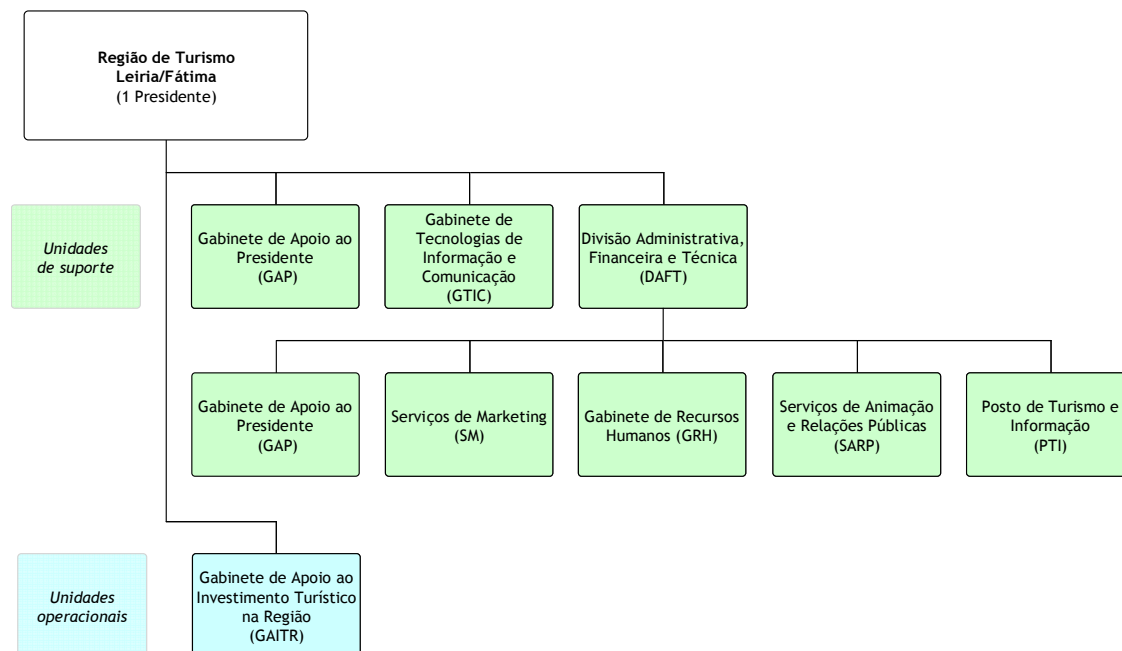 Região de Turismo
Leiria/Fátima
(1 Presidente)
Unidades
de suporte
Gabinete de Apoio ao
Presidente
(GAP)
Gabinete de
Tecnologias de
Informação e
Comunicação
(GTIC)
Divisão Administrativa,
Financeira e Técnica
(DAFT)
Gabinete de Apoio ao
Presidente
(GAP)
Serviços de Marketing
(SM)
Gabinete de Recursos
Humanos (GRH)
Serviços de Animação
e Relações Públicas
(SARP)
Posto de Turismo e
Informação
(PTI)
Unidades
operacionais
Gabinete de Apoio ao
Investimento Turístico
na Região
(GAITR)